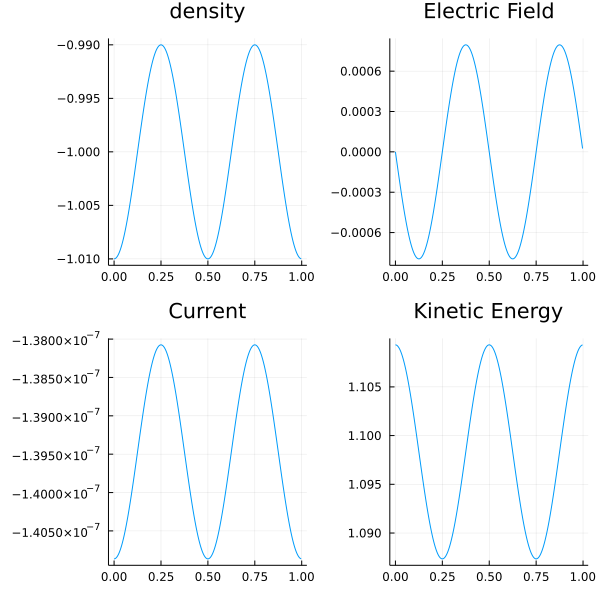 density
−0.990
−0.995
−1.000
−1.005
−1.010
0.00 0.25 0.50 0.75 1.00
Electric Field
0.0006
0.0003
0.0000
−0.0003
−0.0006
0.00 0.25 0.50 0.75 1.00
Current
−1.3800×10⁻⁷
−1.3850×10⁻⁷
−1.3900×10⁻⁷
−1.3950×10⁻⁷
−1.4000×10⁻⁷
−1.4050×10⁻⁷
0.00 0.25 0.50 0.75 1.00
Kinetic Energy
1.105
1.100
1.095
1.090
0.00 0.25 0.50 0.75 1.00